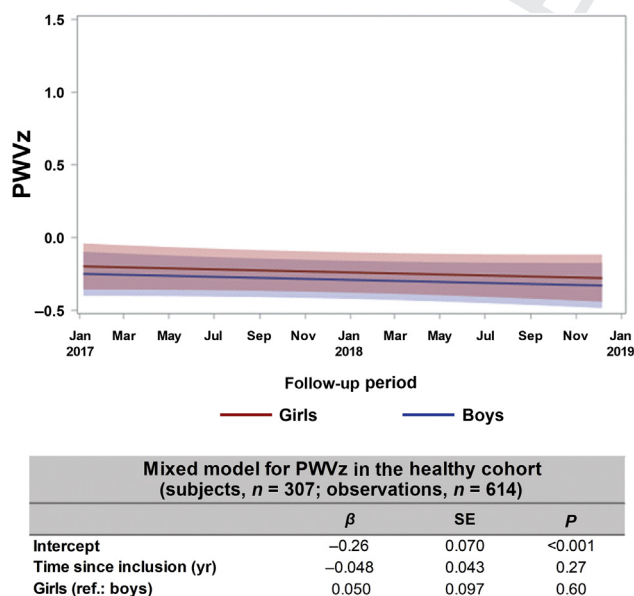 1.5
1.0
0.5
0.0
–0.5
PWVz
Jan Mar May Jul Sep Nov Jan Mar May Jul Sep Nov Jan
2017 2018 2019
Follow-up period
Girls Boys
Mixed model for PWVz in the healthy cohort
(subjects, n = 307; observations, n = 614)
β SE P
Intercept –0.26 0.070 <0.001
Time since inclusion (yr) –0.048 0.043 0.27
Girls (ref.: boys) 0.050 0.097 0.60